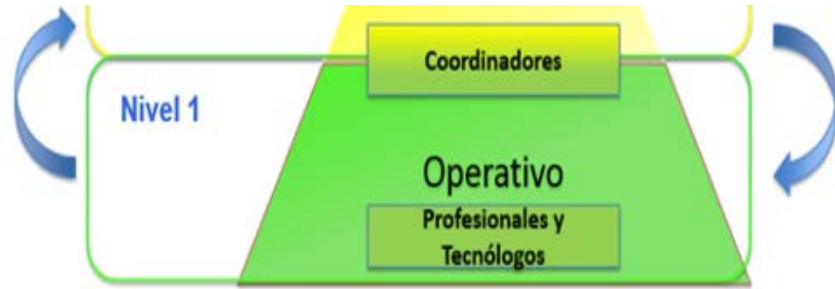 Coordinadores
Nivel 1
Operativo
Profesionales y
Tecnólogos